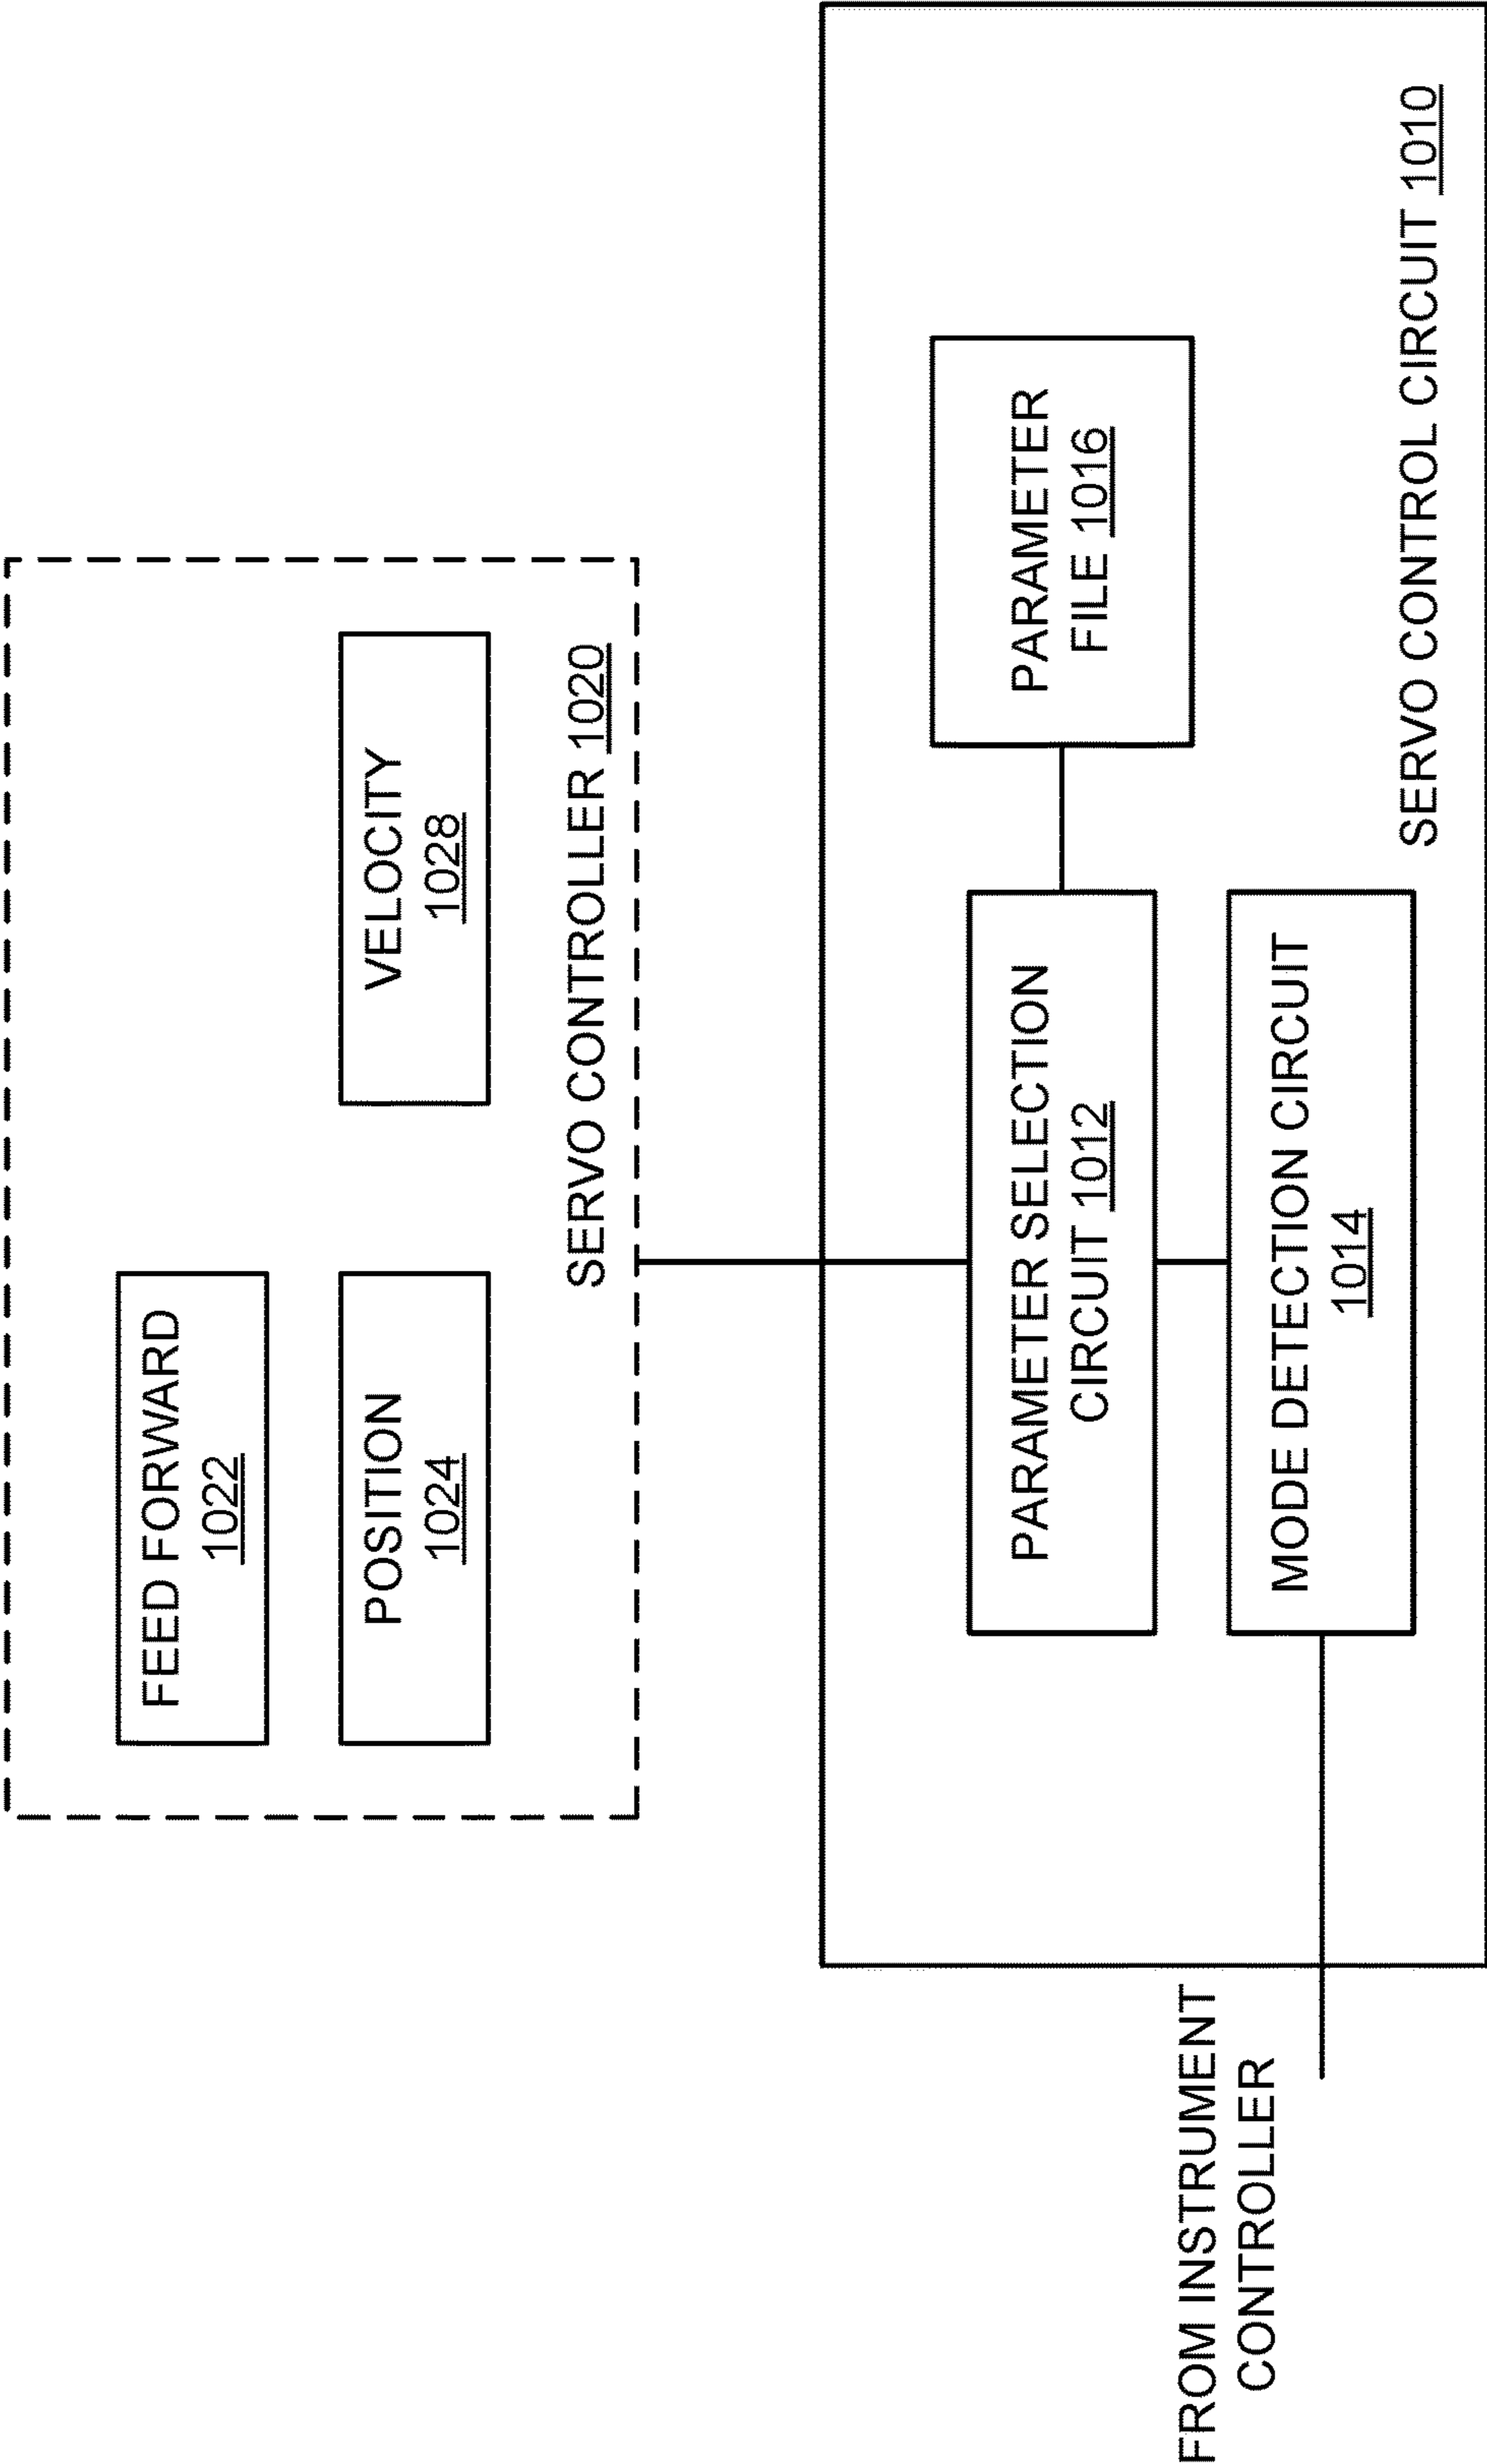 FEED FORWARD
1022
POSITION
1024
VELOCITY
1028
SERVO CONTROLLER 1020
FROM INSTRUMENT
CONTROLLER
PARAMETER SELECTION
CIRCUIT 1012
PARAMETER
FILE 1016
MODE DETECTION CIRCUIT
1014
SERVO CONTROL CIRCUIT 1010